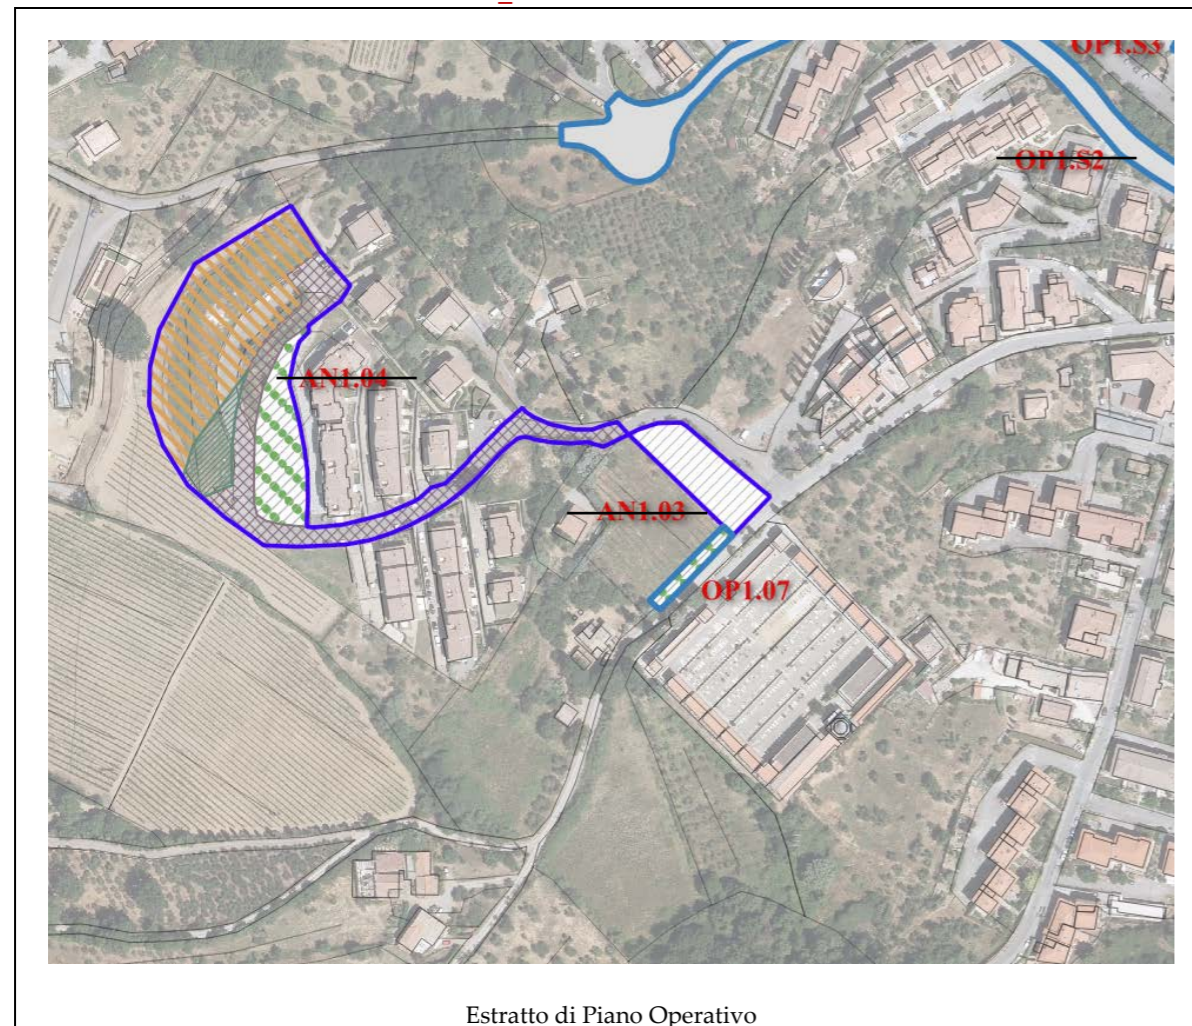 OP1.S3
OP1.S2
AN1.04
AN1.03
OP1.07
Estratto di Piano Operativo